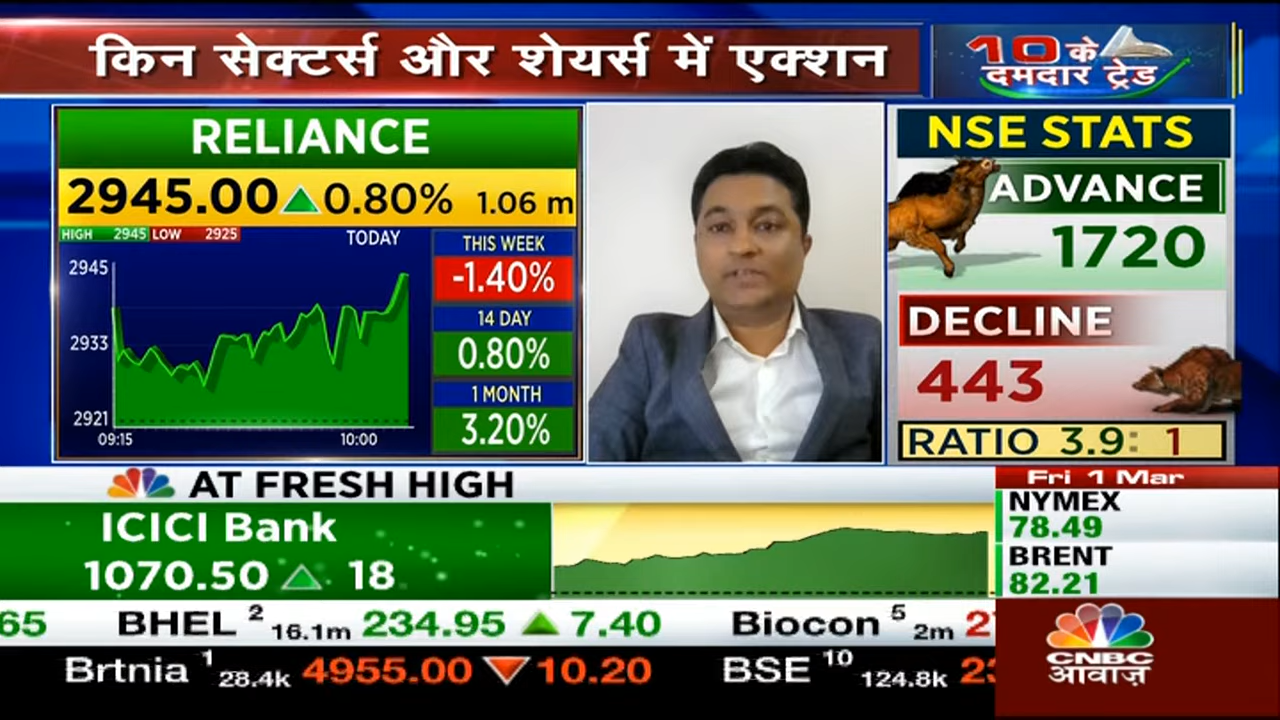 किन सेक्टर्स और शेयर्स में एक्शन
10 के
दमदार ट्रेड
RELIANCE
2945.00 ▲ 0.80% 1.06 m
HIGH 2945 LOW 2925
TODAY
2945
2933
2921
09:15 10:00
THIS WEEK
-1.40%
14 DAY
0.80%
1 MONTH
3.20%
NSE STATS
ADVANCE
1720
DECLINE
443
RATIO 3.9: 1
AT FRESH HIGH
ICICI Bank
1070.50 ▲ 18
Fri 1 Mar
NYMEX
78.49
BRENT
82.21
65 BHEL 2 16.1m 234.95 ▲ 7.40 Biocon 5 2m
Brtnia 1 28.4k 4955.00 ▼ 10.20 BSE 10 124.8k
CNBC
आवाज़